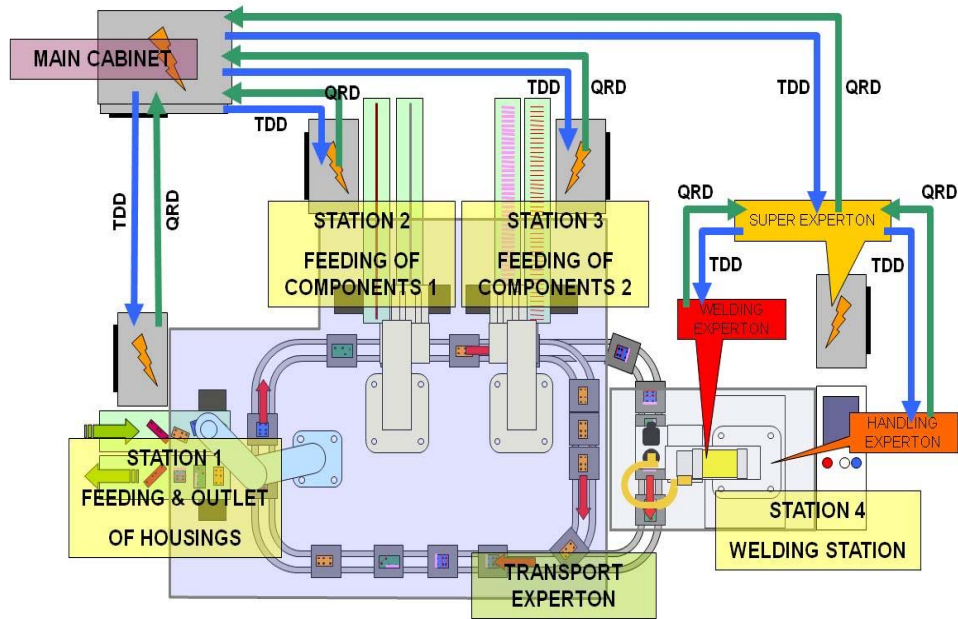 MAIN CABINET
QRD
TDD
QRD
TDD
TDD
QRD
TDD
QRD
QRD
QRD
TDD
TDD
STATION 2
FEEDING OF
COMPONENTS 1
STATION 3
FEEDING OF
COMPONENTS 2
SUPER EXPERTON
WELDING
EXPERTON
HANDLING
EXPERTON
STATION 1
FEEDING & OUTLET
OF HOUSINGS
STATION 4
WELDING STATION
TRANSPORT
EXPERTON